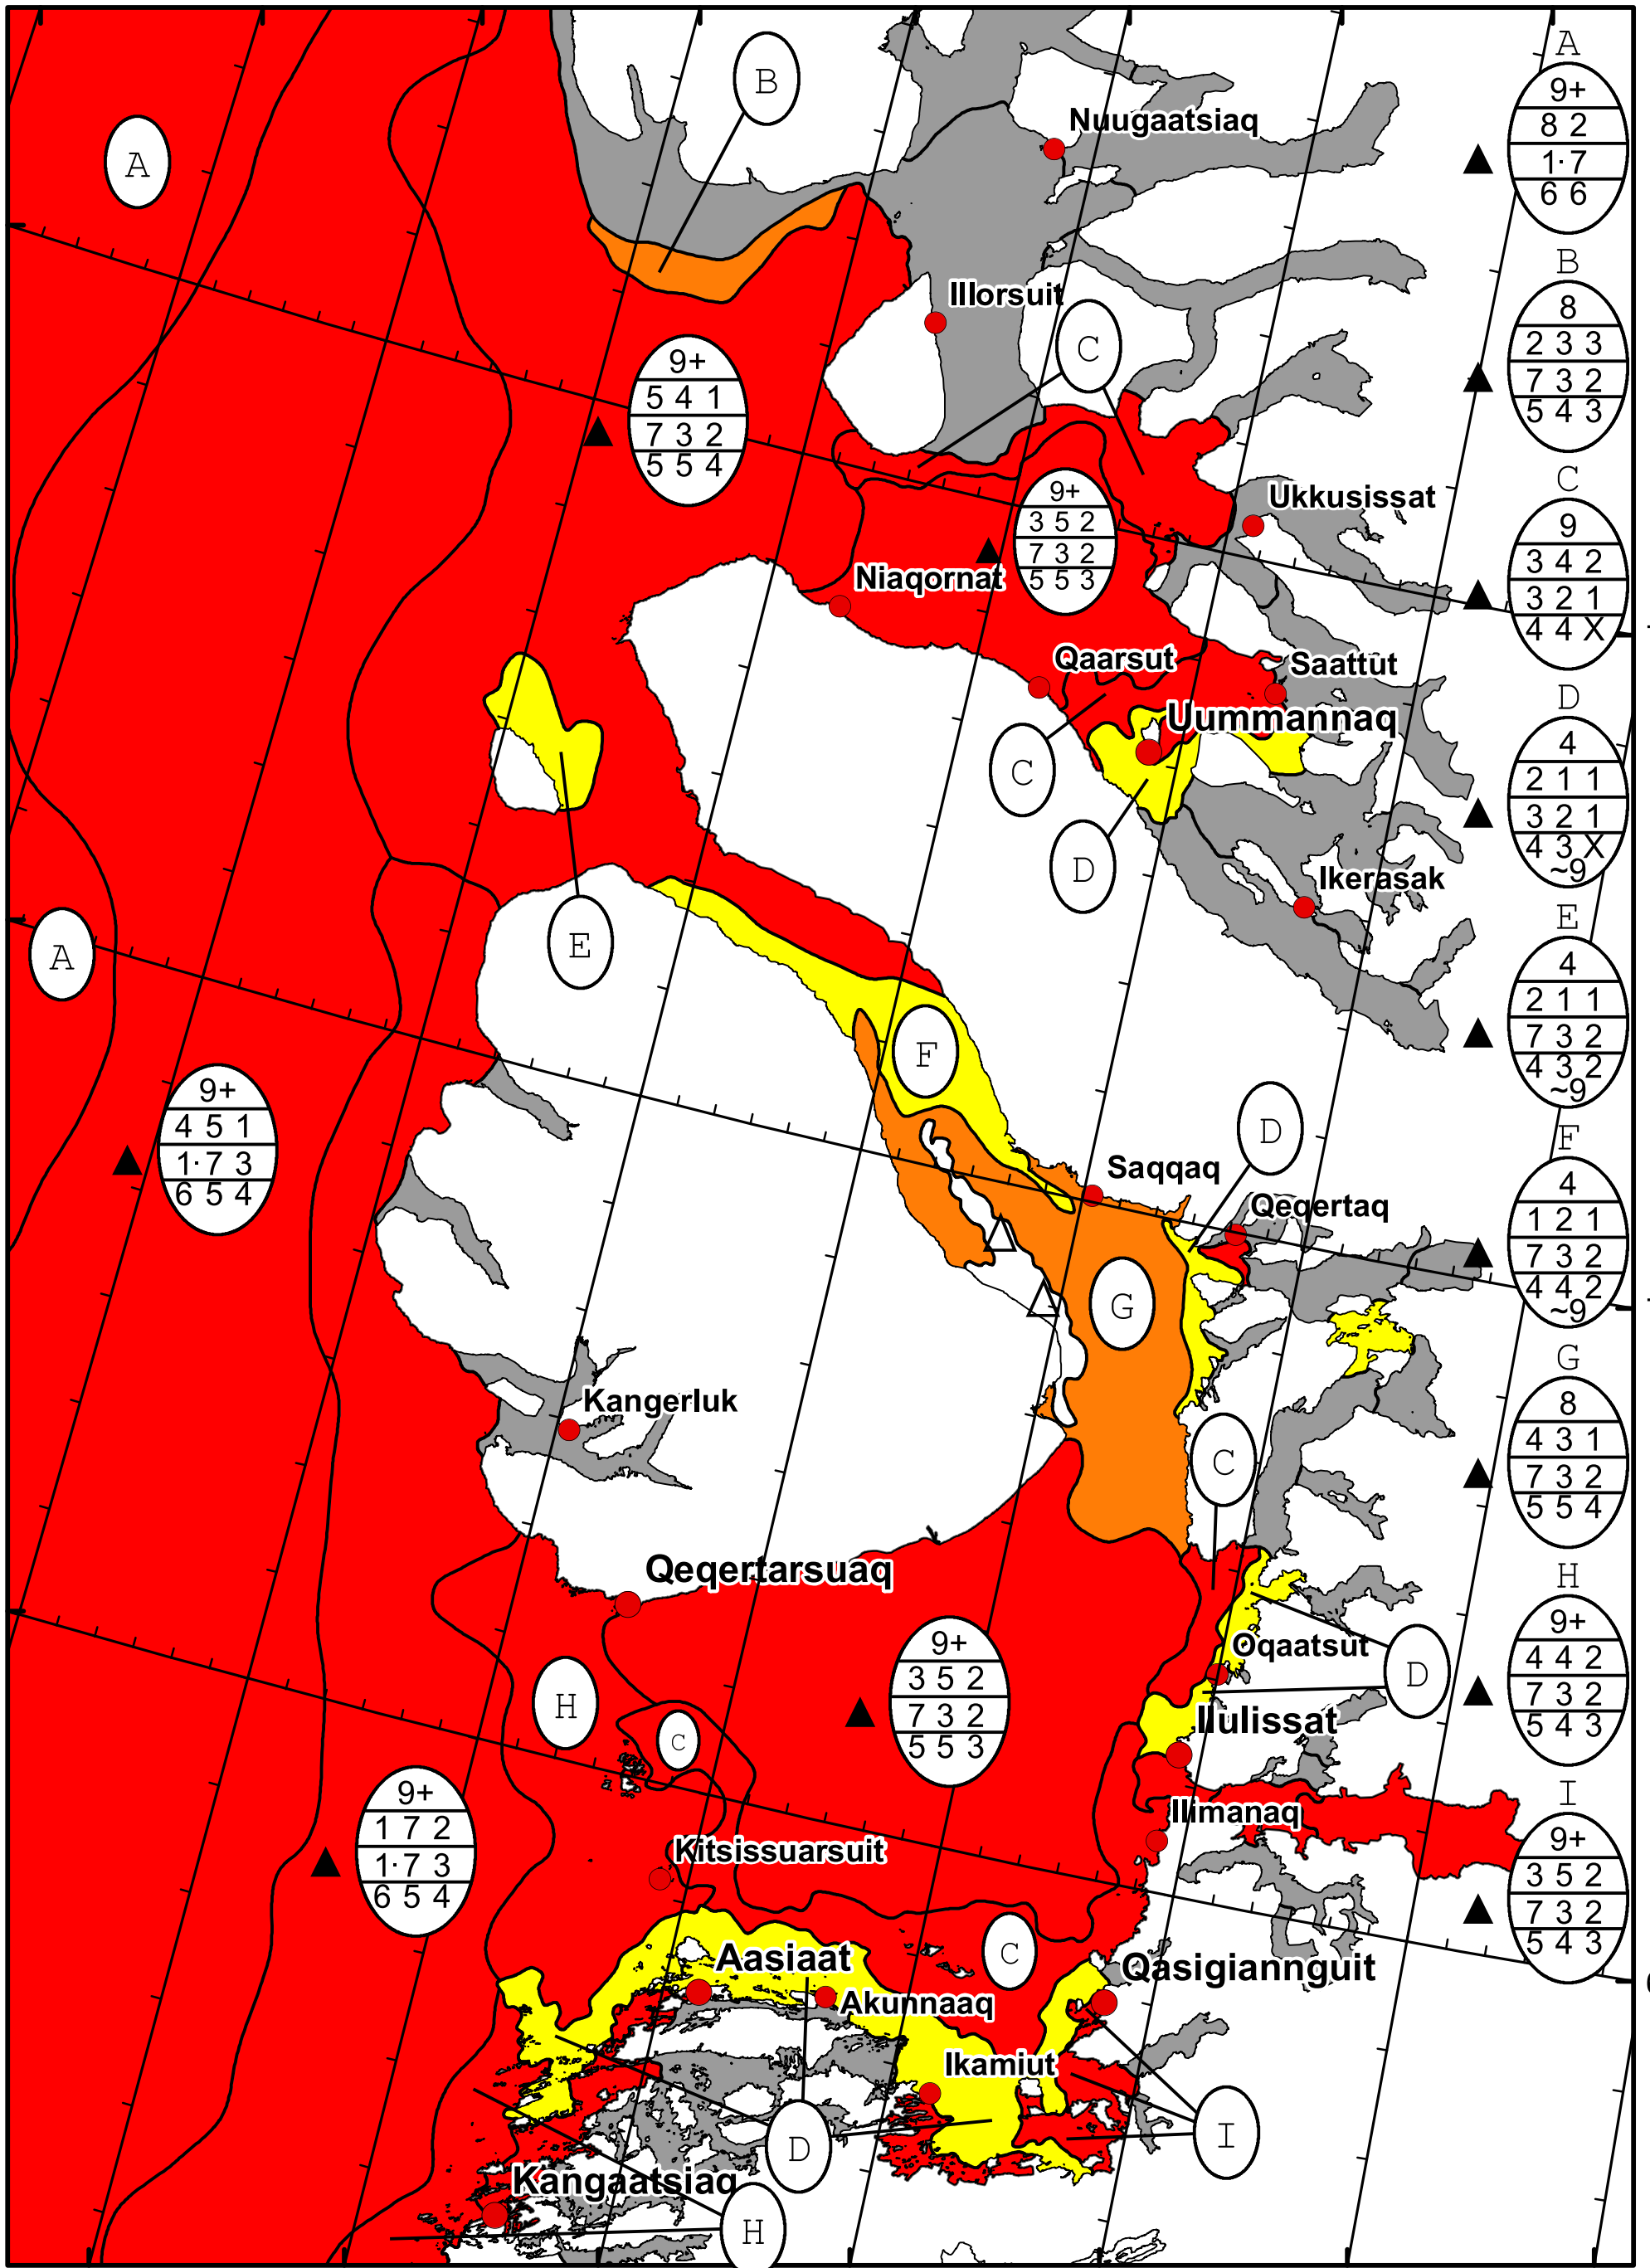 A
9+
8 2
1· 7
6 6
B
A
Nuugaatsiaq
B
8
2 3 3
7 3 2
5 4 3
Illorsuit
C
9+
5 4 1
7 3 2
5 5 4
C
9
3 4 2
3 2 1
4 4 X
Ukkusissat
9+
3 5 2
7 3 2
5 5 3
Niaqornat
Qaarsut
Saattut
Uummannaq
D
4
2 1 1
3 2 1
4 3 X
~9
C
D
Ikerasak
E
A
E
4
2 1 1
7 3 2
4 3 2
~9
F
D
9+
4 5 1
1· 7 3
6 5 4
Saqqaq
Qeqertaq
F
4
1 2 1
7 3 2
4 4 2
~9
G
G
8
4 3 1
7 3 2
5 5 4
Kangerluk
C
Qeqertarsuaq
H
9+
4 4 2
7 3 2
5 4 3
Oqaatsut
D
9+
3 5 2
7 3 2
5 5 3
H
C
Ilulissat
Ilimanaq
9+
1 7 2
1· 7 3
6 5 4
I
9+
3 5 2
7 3 2
5 4 3
Kitsissuarsuit
C
Aasiaat
Qasigiannguit
Akunnaaq
Ikamiut
D
I
Kangaatsiaq
H